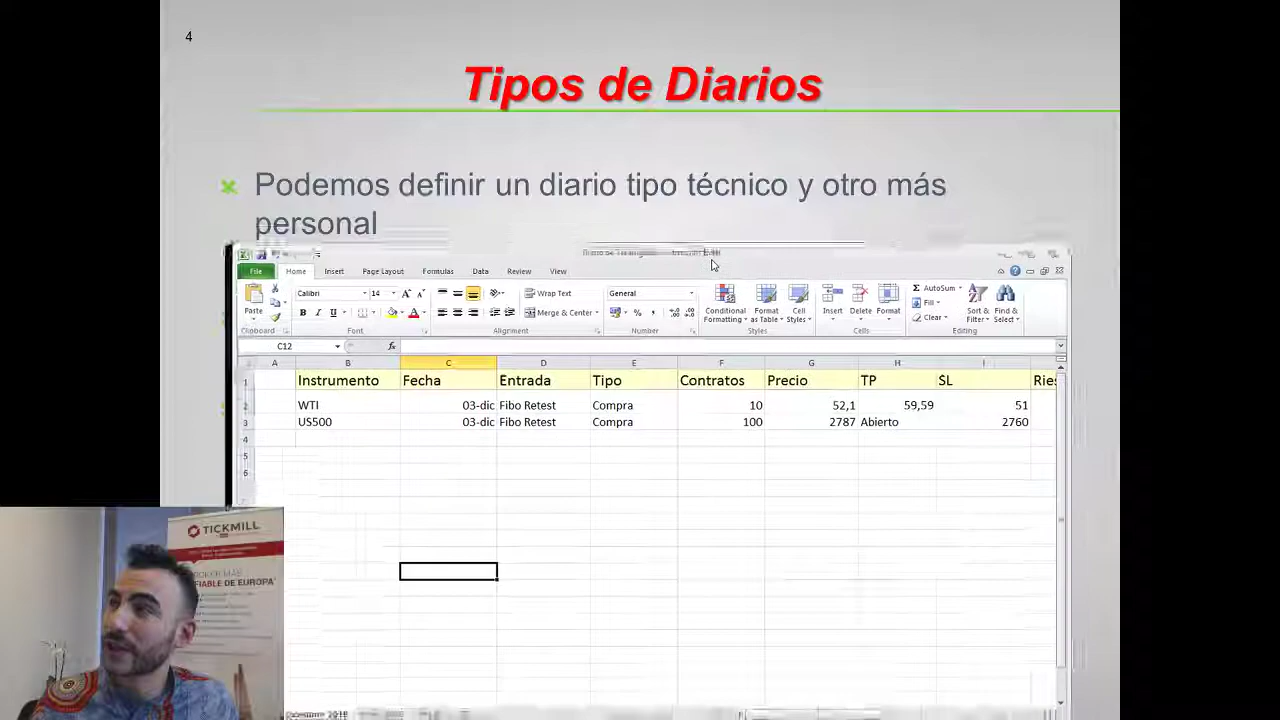 4
Tipos de Diarios
Podemos definir un diario tipo técnico y otro más
personal
File Home Insert Page Layout Formulas Data Review View
Calibri 14 Wrap Text General AutoSum
Paste B I U Merge & Center % Conditional Formatting Format as Table Cell Styles Insert Delete Format Fill Clear Sort & Filter Find & Select
Clipboard Font Alignment Number Styles Cells Editing
C12 fx
A B C D E F G H I
1 Instrumento Fecha Entrada Tipo Contratos Precio TP SL Ries
2 WTI 03-dic Fibo Retest Compra 10 52,1 59,59 51
3 US500 03-dic Fibo Retest Compra 100 2787 Abierto 2760
4
5
6
TICKMILL
FIABLE DE EUROPA